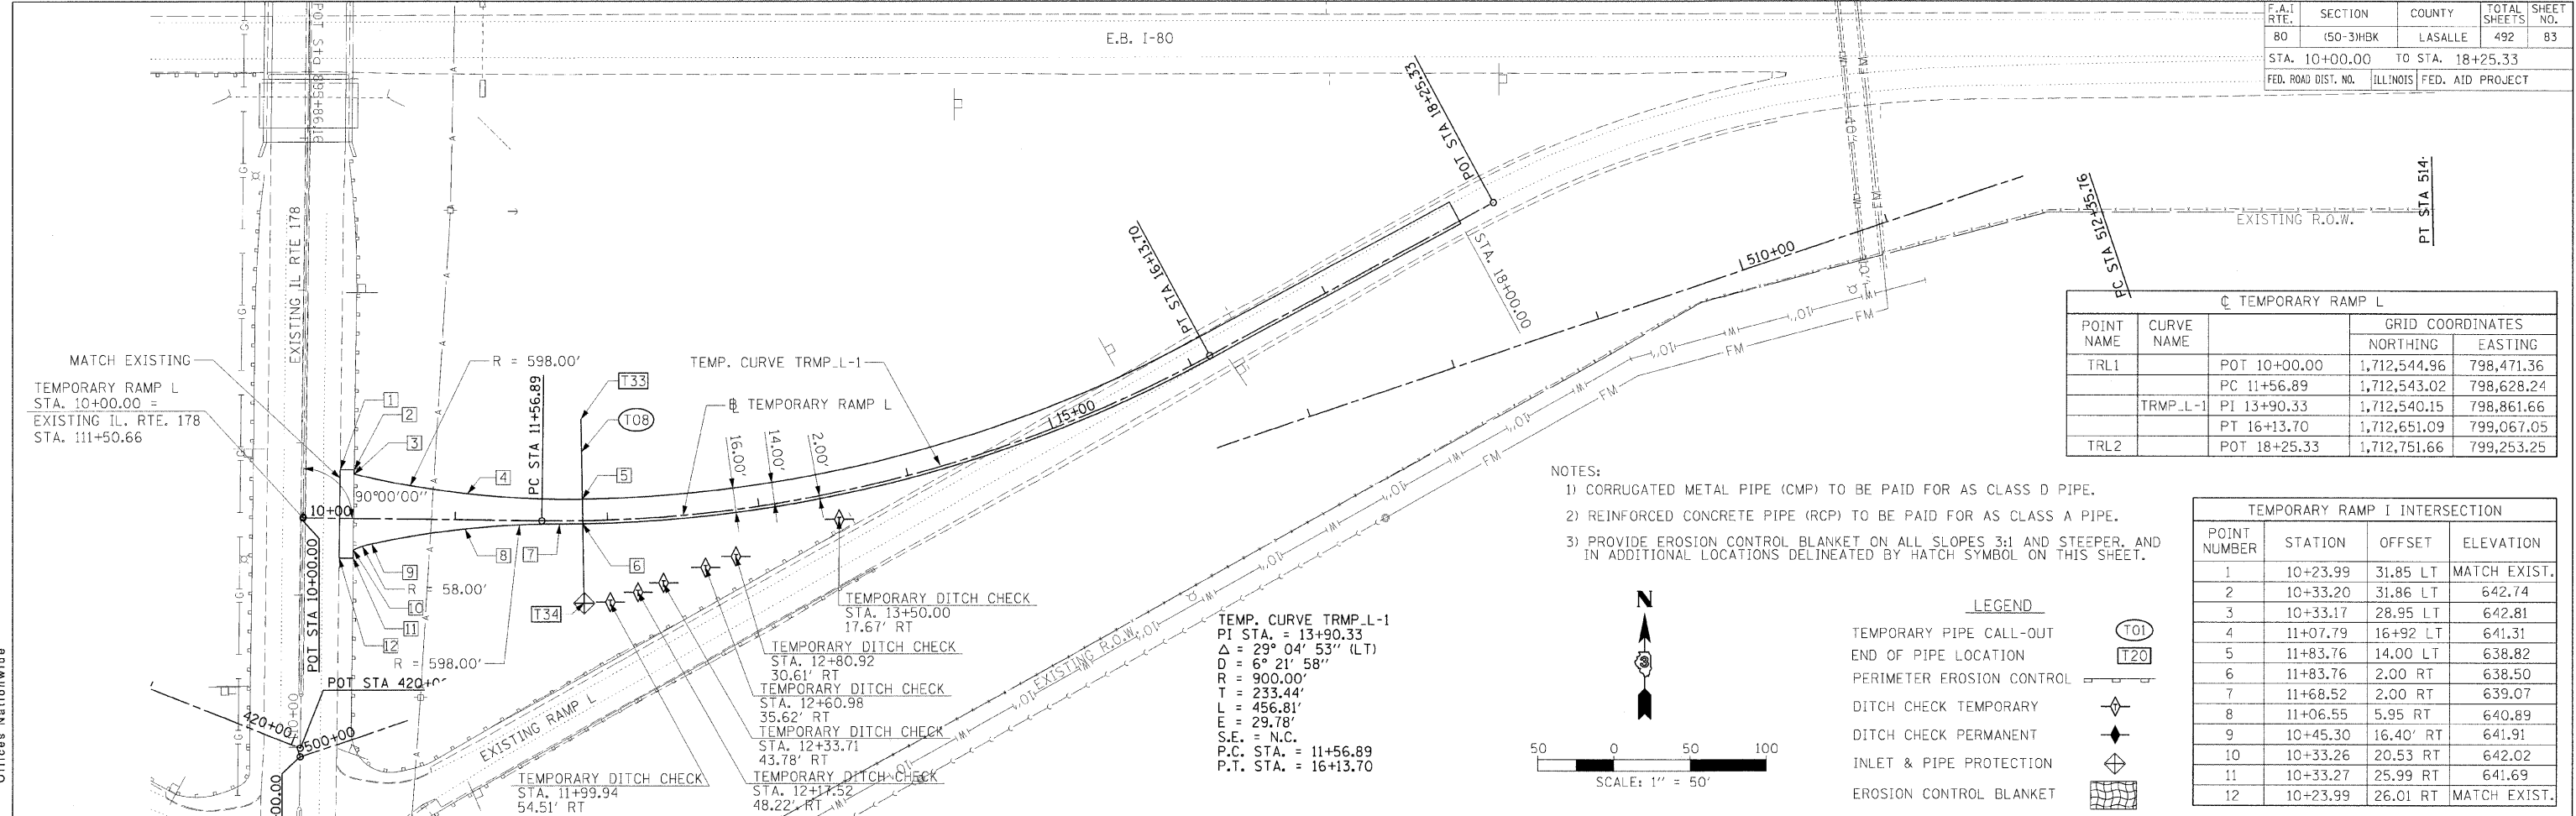 F.A.I RTE. SECTION COUNTY TOTAL SHEETS SHEET NO.
80 (50-3)HBK LASALLE 492 83
STA. 10+00.00 TO STA. 18+25.33
FED. ROAD DIST. NO. ILLINOIS FED. AID PROJECT
E.B. I-80
EXISTING IL RTE 178
POT STA 18+25.33
PT STA 16+13.70
STA. 18+00.00
510+00
PC STA 512+35.76
PT STA 514
EXISTING R.O.W.
MATCH EXISTING
TEMPORARY RAMP L
STA. 10+00.00 =
EXISTING IL. RTE. 178
STA. 111+50.66
1
2
3
4
5
6
7
8
9
10
11
12
R = 598.00'
PC STA 11+56.89
T33
T08
T34
TEMP. CURVE TRMP_L-1
℄ TEMPORARY RAMP L
15+00
16.00'
14.00'
2.00'
90°00'00''
10+00
POT STA 10+00.00
R = 58.00'
R = 598.00'
POT STA 420+0
420+00
500+00
EXISTING RAMP L
EXISTING R.O.W.
TEMPORARY DITCH CHECK
STA. 13+50.00
17.67' RT
TEMPORARY DITCH CHECK
STA. 12+80.92
30.61' RT
TEMPORARY DITCH CHECK
STA. 12+60.98
35.62' RT
TEMPORARY DITCH CHECK
STA. 12+33.71
43.78' RT
TEMPORARY DITCH CHECK
STA. 12+17.52
48.22' RT
TEMPORARY DITCH CHECK
STA. 11+99.94
54.51' RT
TEMP. CURVE TRMP_L-1
PI STA. = 13+90.33
Δ = 29° 04' 53'' (LT)
D = 6° 21' 58''
R = 900.00'
T = 233.44'
L = 456.81'
E = 29.78'
S.E. = N.C.
P.C. STA. = 11+56.89
P.T. STA. = 16+13.70
NOTES:
1) CORRUGATED METAL PIPE (CMP) TO BE PAID FOR AS CLASS D PIPE.
2) REINFORCED CONCRETE PIPE (RCP) TO BE PAID FOR AS CLASS A PIPE.
3) PROVIDE EROSION CONTROL BLANKET ON ALL SLOPES 3:1 AND STEEPER, AND
IN ADDITIONAL LOCATIONS DELINEATED BY HATCH SYMBOL ON THIS SHEET.
N
3
50 0 50 100
SCALE: 1'' = 50'
LEGEND
TEMPORARY PIPE CALL-OUT T01
END OF PIPE LOCATION T20
PERIMETER EROSION CONTROL
DITCH CHECK TEMPORARY
DITCH CHECK PERMANENT
INLET & PIPE PROTECTION
EROSION CONTROL BLANKET
℄ TEMPORARY RAMP L
POINT NAME CURVE NAME GRID COORDINATES
NORTHING EASTING
TRL1 POT 10+00.00 1,712,544.96 798,471.36
PC 11+56.89 1,712,543.02 798,628.24
TRMP_L-1 PI 13+90.33 1,712,540.15 798,861.66
PT 16+13.70 1,712,651.09 799,067.05
TRL2 POT 18+25.33 1,712,751.66 799,253.25
TEMPORARY RAMP I INTERSECTION
POINT NUMBER STATION OFFSET ELEVATION
1 10+23.99 31.85 LT MATCH EXIST.
2 10+33.20 31.86 LT 642.74
3 10+33.17 28.95 LT 642.81
4 11+07.79 16+92 LT 641.31
5 11+83.76 14.00 LT 638.82
6 11+83.76 2.00 RT 638.50
7 11+68.52 2.00 RT 639.07
8 11+06.55 5.95 RT 640.89
9 10+45.30 16.40' RT 641.91
10 10+33.26 20.53 RT 642.02
11 10+33.27 25.99 RT 641.69
12 10+23.99 26.01 RT MATCH EXIST.